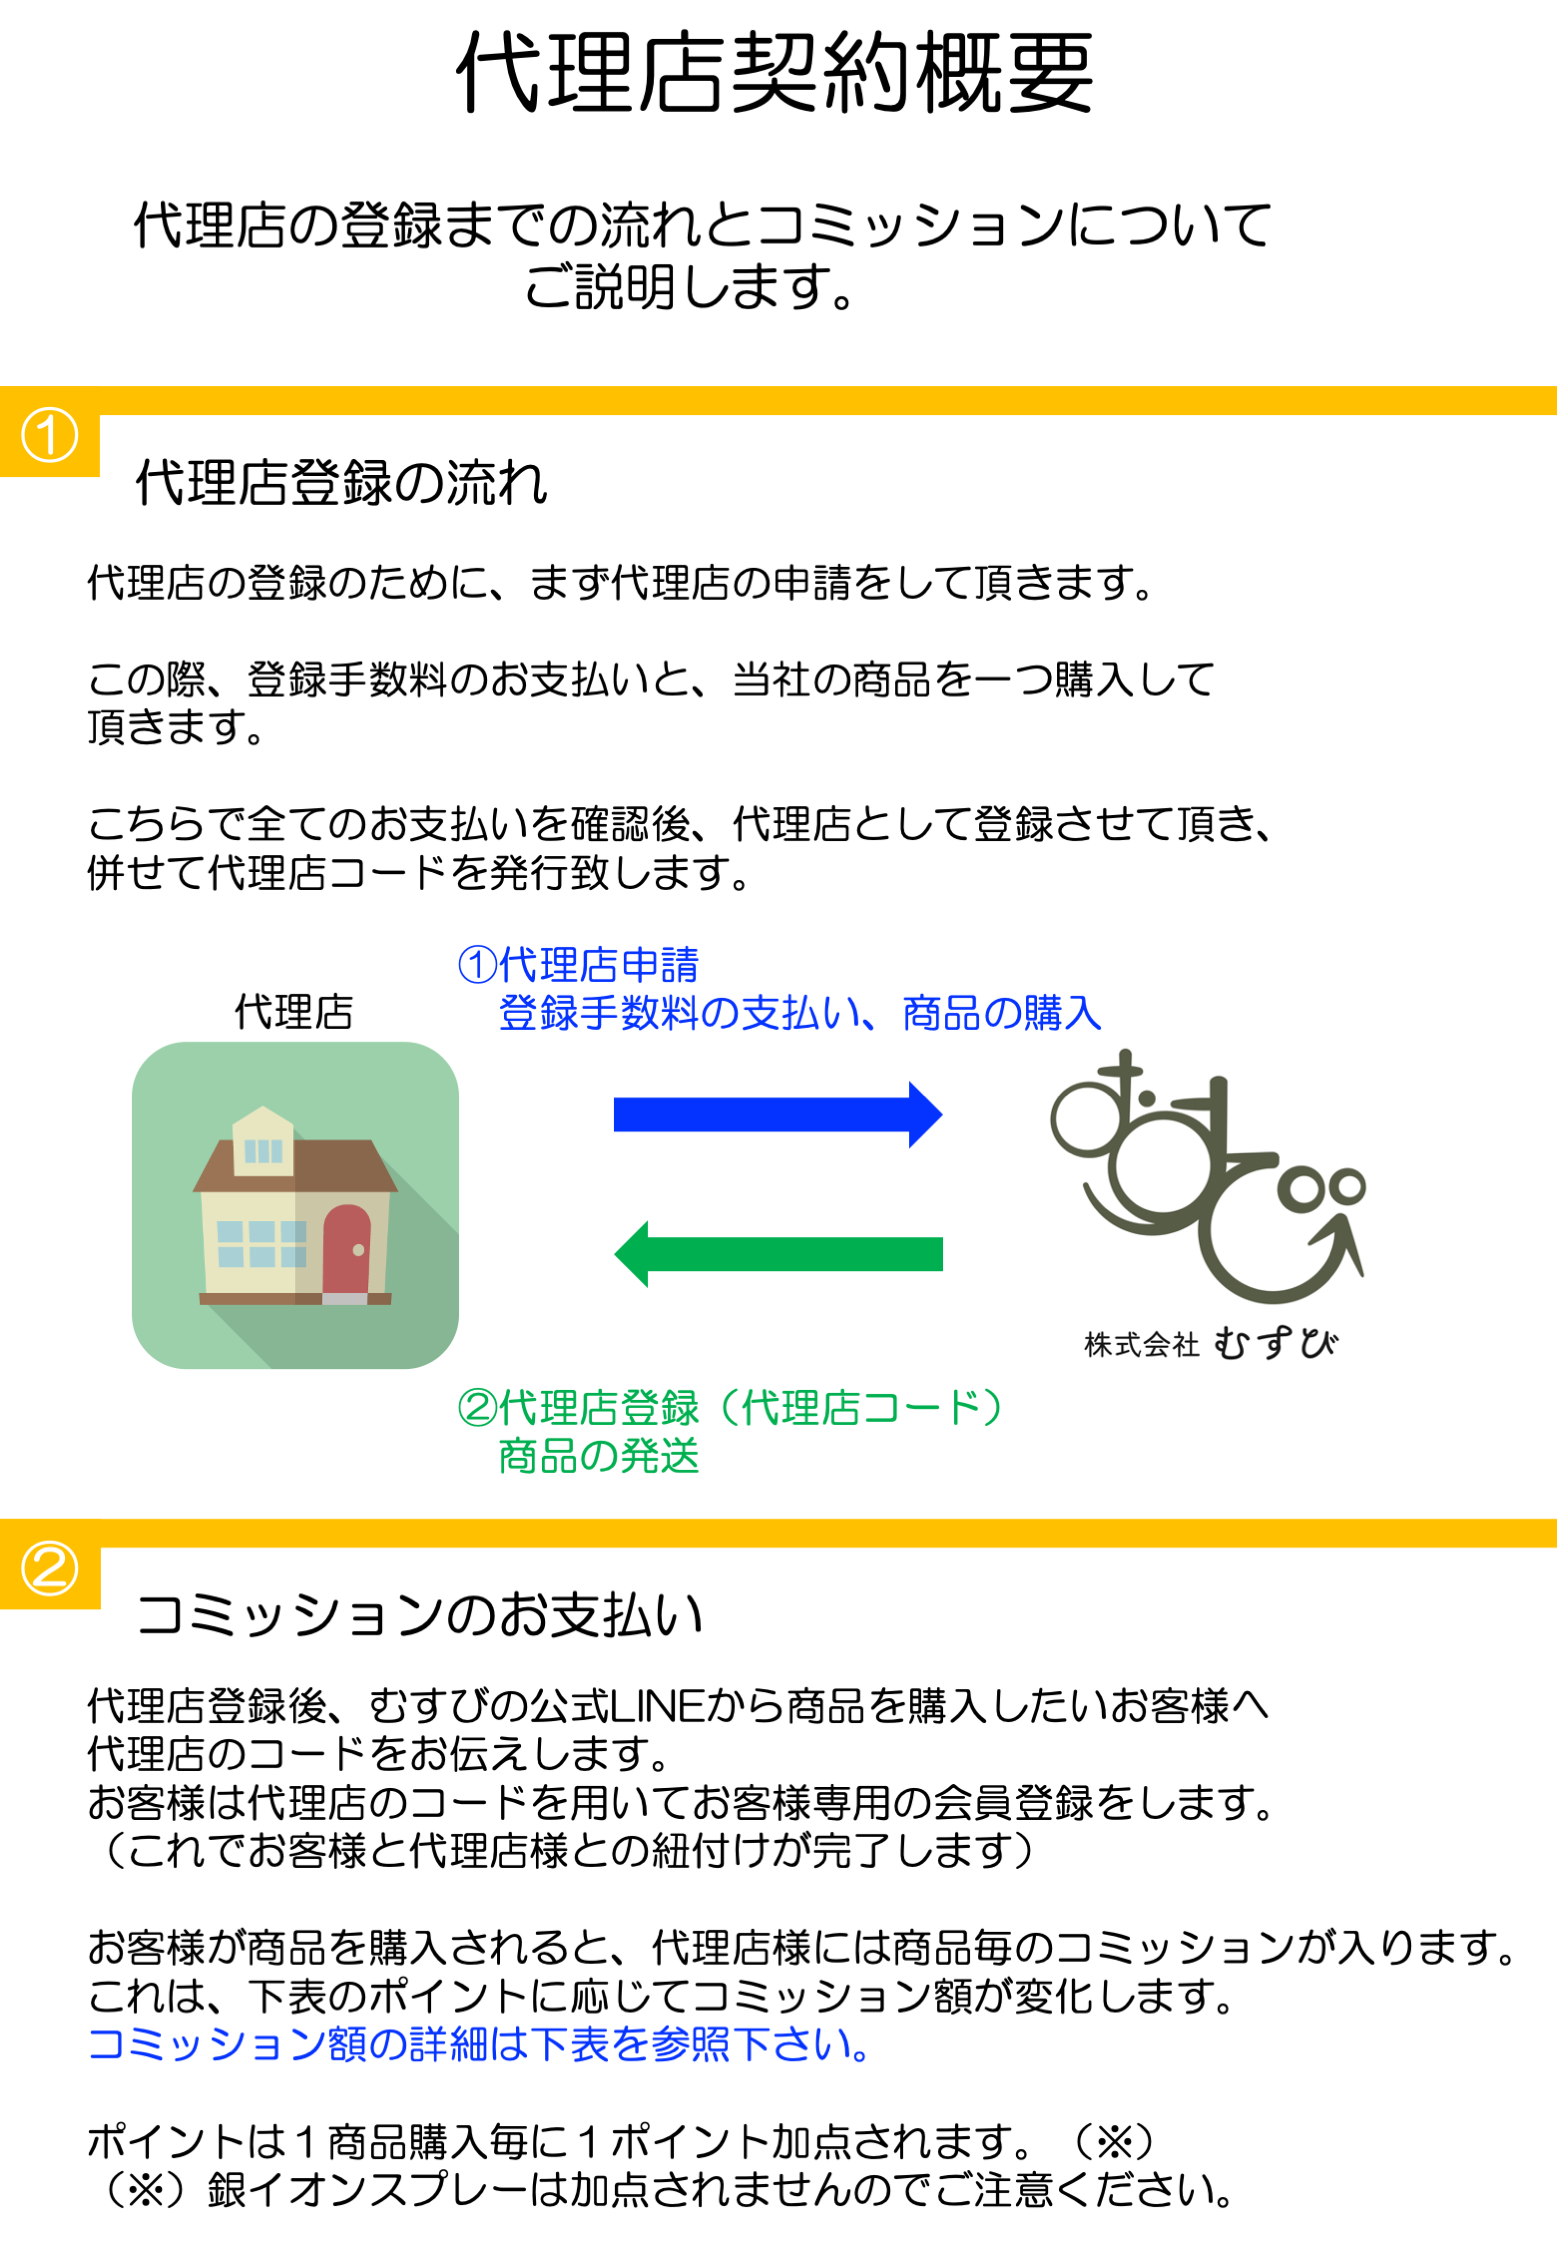 代理店契約概要
代理店の登録までの流れとコミッションについて
ご説明します。
①
代理店登録の流れ
代理店の登録のために、まず代理店の申請をして頂きます。
この際、登録手数料のお支払いと、当社の商品を一つ購入して
頂きます。
こちらで全てのお支払いを確認後、代理店として登録させて頂き、
併せて代理店コードを発行致します。
①代理店申請
登録手数料の支払い、商品の購入
代理店
むすび
株式会社 むすび
②代理店登録（代理店コード）
商品の発送
②
コミッションのお支払い
代理店登録後、むすびの公式LINEから商品を購入したいお客様へ
代理店のコードをお伝えします。
お客様は代理店のコードを用いてお客様専用の会員登録をします。
（これでお客様と代理店様との紐付けが完了します）
お客様が商品を購入されると、代理店様には商品毎のコミッションが入ります。
これは、下表のポイントに応じてコミッション額が変化します。
コミッション額の詳細は下表を参照下さい。
ポイントは１商品購入毎に１ポイント加点されます。（※）
（※）銀イオンスプレーは加点されませんのでご注意ください。